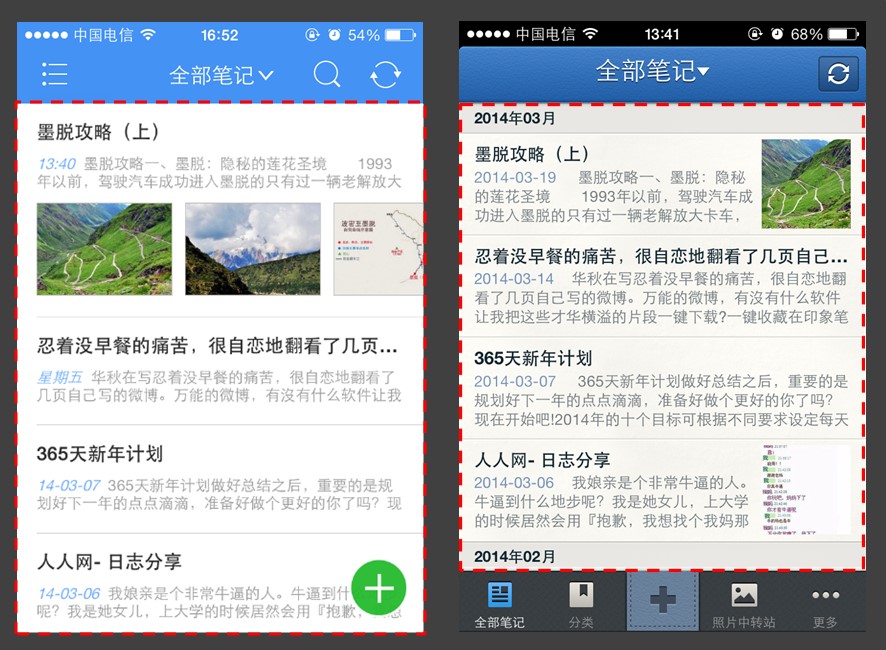 中国电信 16:52 54%
全部笔记
墨脱攻略（上）
13:40 墨脱攻略一、墨脱：隐秘的莲花圣境 1993
年以前，驾驶汽车成功进入墨脱的只有过一辆老解放大
忍着没早餐的痛苦，很自恋地翻看了几页...
星期五 华秋在写忍着没早餐的痛苦，很自恋地翻看了
几页自己写的微博。万能的微博，有没有什么软件让我
365天新年计划
14-03-07 365天新年计划做好总结之后，重要的是规
划好下一年的点点滴滴，准备好做个更好的你了吗？现
人人网- 日志分享
14-03-06 我娘亲是个非常牛逼的人。牛逼到什
呢？我是她女儿，上大学的时候居然会用『抱歉，
中国电信 13:41 68%
全部笔记
2014年03月
墨脱攻略（上）
2014-03-19 墨脱攻略一、墨脱：隐秘
的莲花圣境 1993年以前，驾驶汽车成
功进入墨脱的只有过一辆老解放大卡车，
忍着没早餐的痛苦，很自恋地翻看了几页自己...
2014-03-14 华秋在写忍着没早餐的痛苦，很自恋地翻
看了几页自己写的微博。万能的微博，有没有什么软件
让我把这些才华横溢的片段一键下载?一键收藏在印象笔
365天新年计划
2014-03-07 365天新年计划做好总结之后，重要的是
规划好下一年的点点滴滴，准备好做个更好的你了吗？
现在开始吧!2014年的十个目标可根据不同要求设定每天
人人网- 日志分享
2014-03-06 我娘亲是个非常牛逼的人。
牛逼到什么地步呢？我是她女儿，上大学
的时候居然会用『抱歉，我想找个我妈那
2014年02月
全部笔记
分类
照片中转站
更多